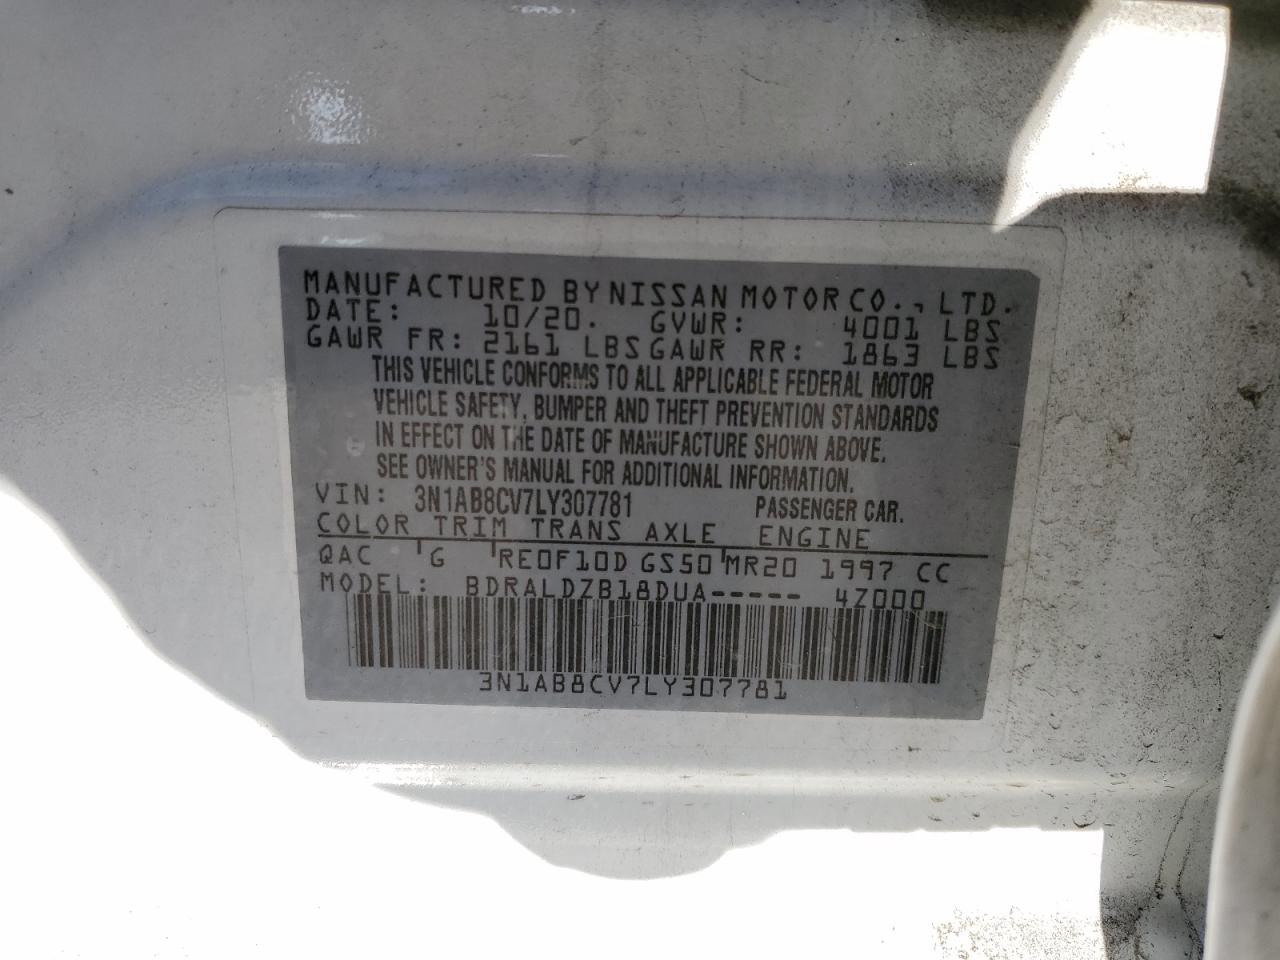 MANUFACTURED BY NISSAN MOTOR CO., LTD.
DATE: 10/20. GVWR: 4001 LBS
GAWR FR: 2161 LBS GAWR RR: 1863 LBS
THIS VEHICLE CONFORMS TO ALL APPLICABLE FEDERAL MOTOR
VEHICLE SAFETY, BUMPER AND THEFT PREVENTION STANDARDS
IN EFFECT ON THE DATE OF MANUFACTURE SHOWN ABOVE.
SEE OWNER'S MANUAL FOR ADDITIONAL INFORMATION.
VIN: 3N1AB8CV7LY307781 PASSENGER CAR.
COLOR TRIM TRANS AXLE ENGINE
QAC G RE0F10D GS50 MR20 1997 CC
MODEL: BDRALDZB18DUA----- 4Z000
3N1AB8CV7LY307781